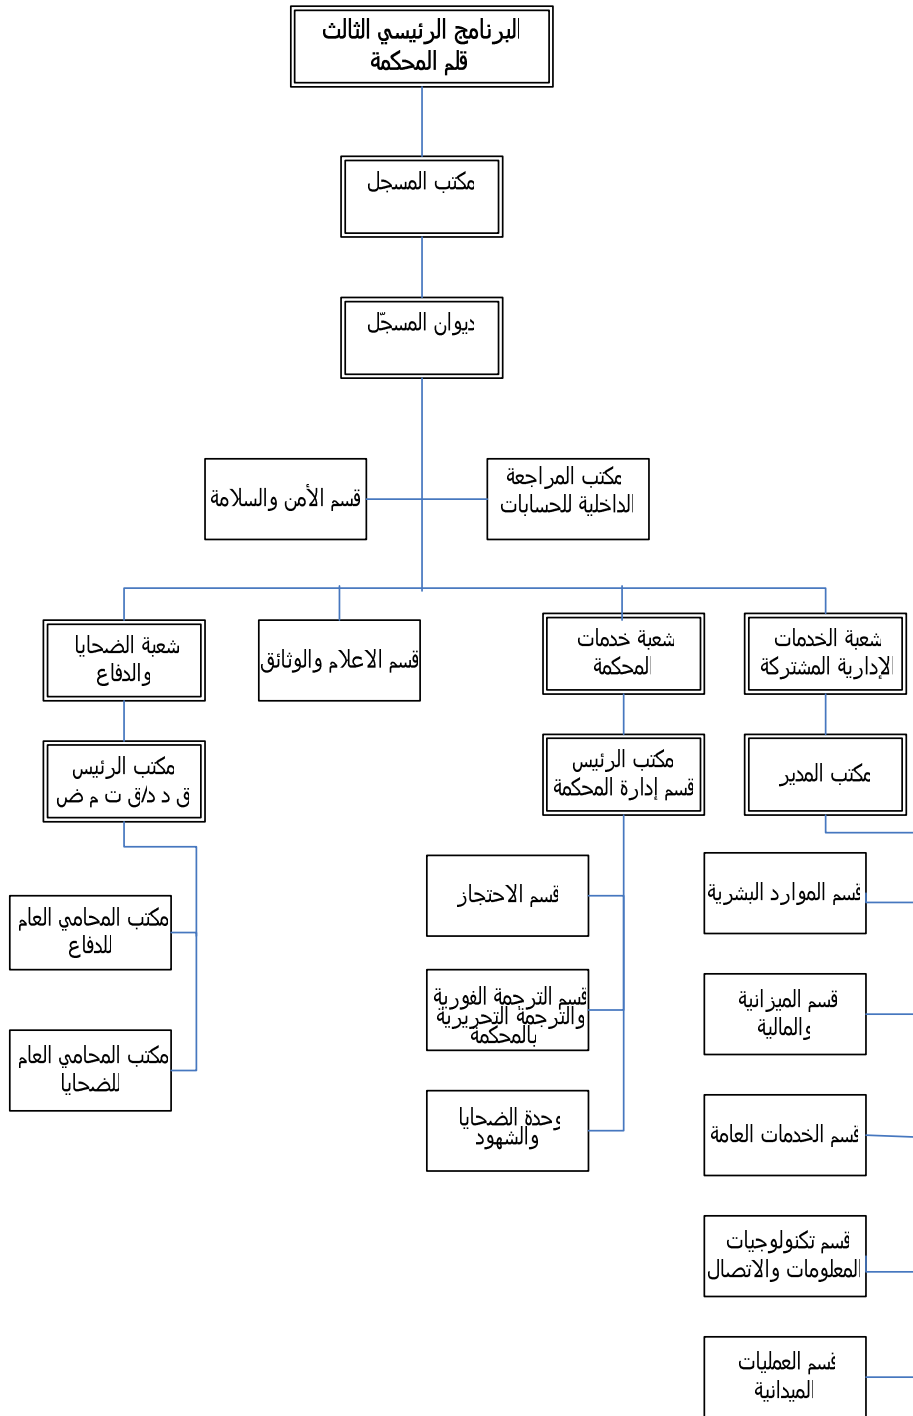 البرنامج الرئيسي الثالث
قلم المحكمة
مكتب المسجل
ديوان المسجّل
مكتب المراجعة
الداخلية للحسابات
قسم الأمن والسلامة
شعبة الخدمات
الإدارية المشتركة
شعبة خدمات
المحكمة
قسم الاعلام والوثائق
شعبة الضحايا
والدفاع
مكتب المدير
مكتب الرئيس
قسم إدارة المحكمة
مكتب الرئيس
ق د د/ق ت م ض
قسم الموارد البشرية
قسم الميزانية
والمالية
قسم الخدمات العامة
قسم تكنولوجيات
المعلومات والاتصال
قسم العمليات
الميدانية
قسم الاحتجاز
قسم الترجمة الفورية
والترجمة التحريرية
بالمحكمة
وحدة الضحايا
والشهود
مكتب المحامي العام
للدفاع
مكتب المحامي العام
للضحايا